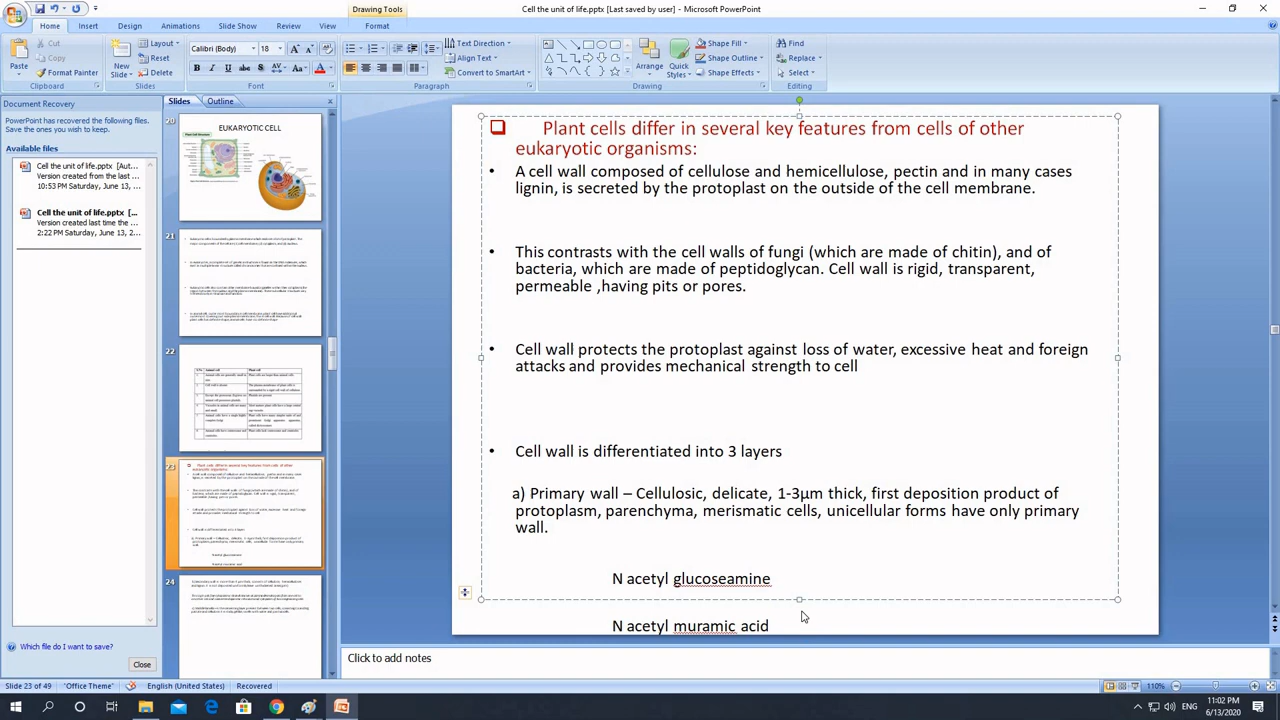 Drawing Tools
Cell the unit of life.pptx [Last saved by user] - Microsoft PowerPoint
Home Insert Design Animations Slide Show Review View Format
Paste
Cut
Copy
Format Painter
Clipboard
New Slide
Layout
Reset
Delete
Slides
Calibri (Body) 18
Font
Paragraph
Text Direction
Align Text
Convert to SmartArt
Arrange
Quick Styles
Shape Fill
Shape Outline
Shape Effects
Drawing
Find
Replace
Select
Editing
Document Recovery
PowerPoint has recovered the following files.
Save the ones you wish to keep.
Available files
Cell the unit of life.pptx [Aut...
Version created from the last ...
10:53 PM Saturday, June 13, ...
Cell the unit of life.pptx [...
Version created last time the ...
2:22 PM Saturday, June 13, 2...
Which file do I want to save?
Close
Slides Outline
20
EUKARYOTIC CELL
21
22
23
24
Plant cells differ in several key features from cells of other
eukaryotic organisms. .
• A cell wall composed of cellulose and hemicellulose, pectin and in many cases
lignin, is secreted by the protoplast on the outside of the cell membrane.
• This contrasts with the cell walls of fungi (which are made of chitin), and of
bacteria, which are made of peptidoglycan. Cell wall is rigid, transparent,
permeable ,having pits or pores.
• Cell wall protects the protoplast against loss of water, excessive heat and foreign
attacks and provides mechanical strength to cell
• Cell wall is differentiated into 3 layers
a) Primary wall – Cellulose, delicate, 1-3µm thick, first deposition product of
protoplasm, parenchyma, merismatic cells, unicellular forms have only primary
wall.
N acetyl glucose mine
N acetyl muramic acid
Click to add notes
Slide 23 of 49 "Office Theme" English (United States) Recovered 110%
11:02 PM
6/13/2020